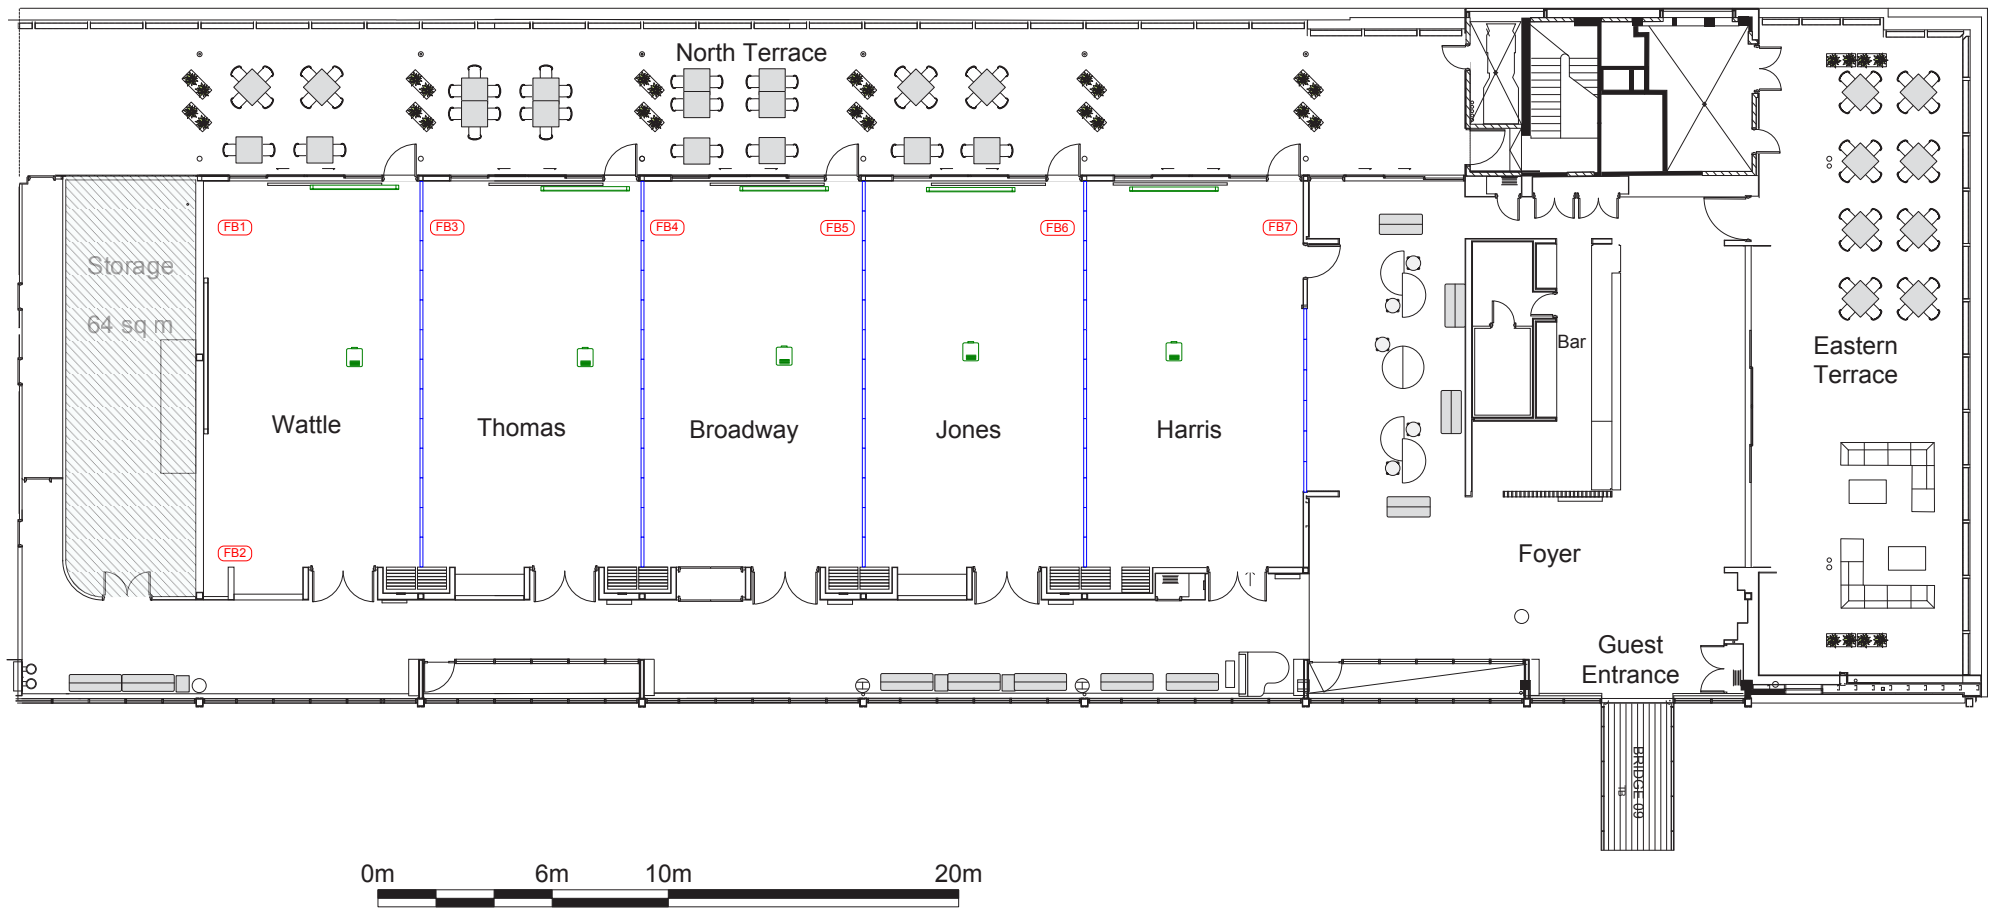 North Terrace
FB1
FB3
FB4
FB5
FB6
FB7
Storage
64 sq m
Bar
Eastern
Terrace
Wattle
Thomas
Broadway
Jones
Harris
FB2
Foyer
Guest
Entrance
BRIDGE 09
TB
0m
6m
10m
20m